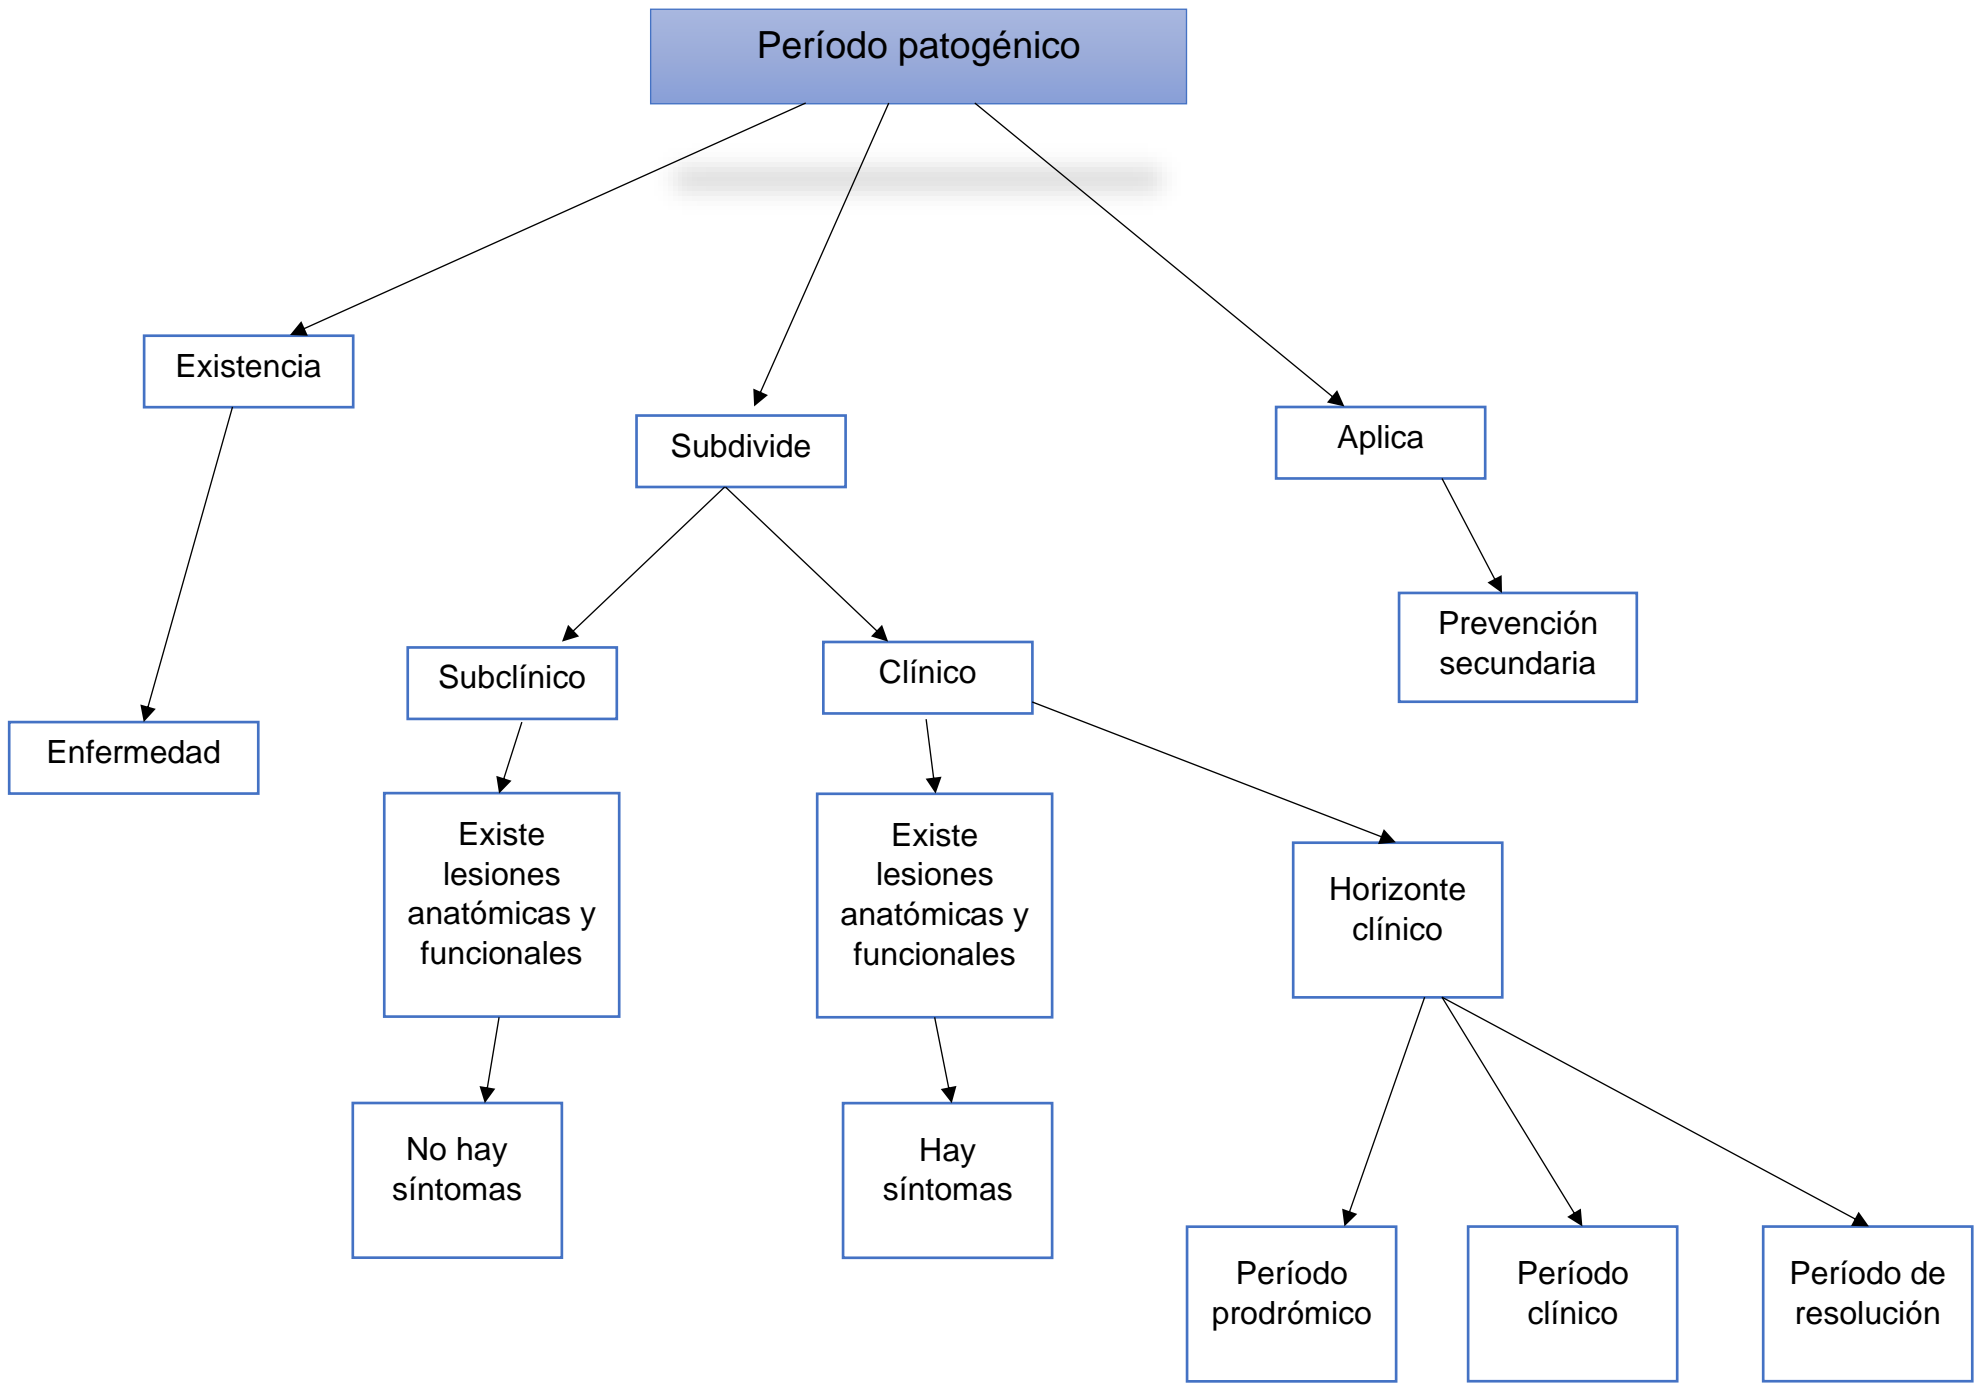 Período patogénico
Existencia
Subdivide
Aplica
Prevención
secundaria
Subclínico
Clínico
Enfermedad
Existe
lesiones
anatómicas y
funcionales
Existe
lesiones
anatómicas y
funcionales
Horizonte
clínico
No hay
síntomas
Hay
síntomas
Período
prodrómico
Período
clínico
Período de
resolución